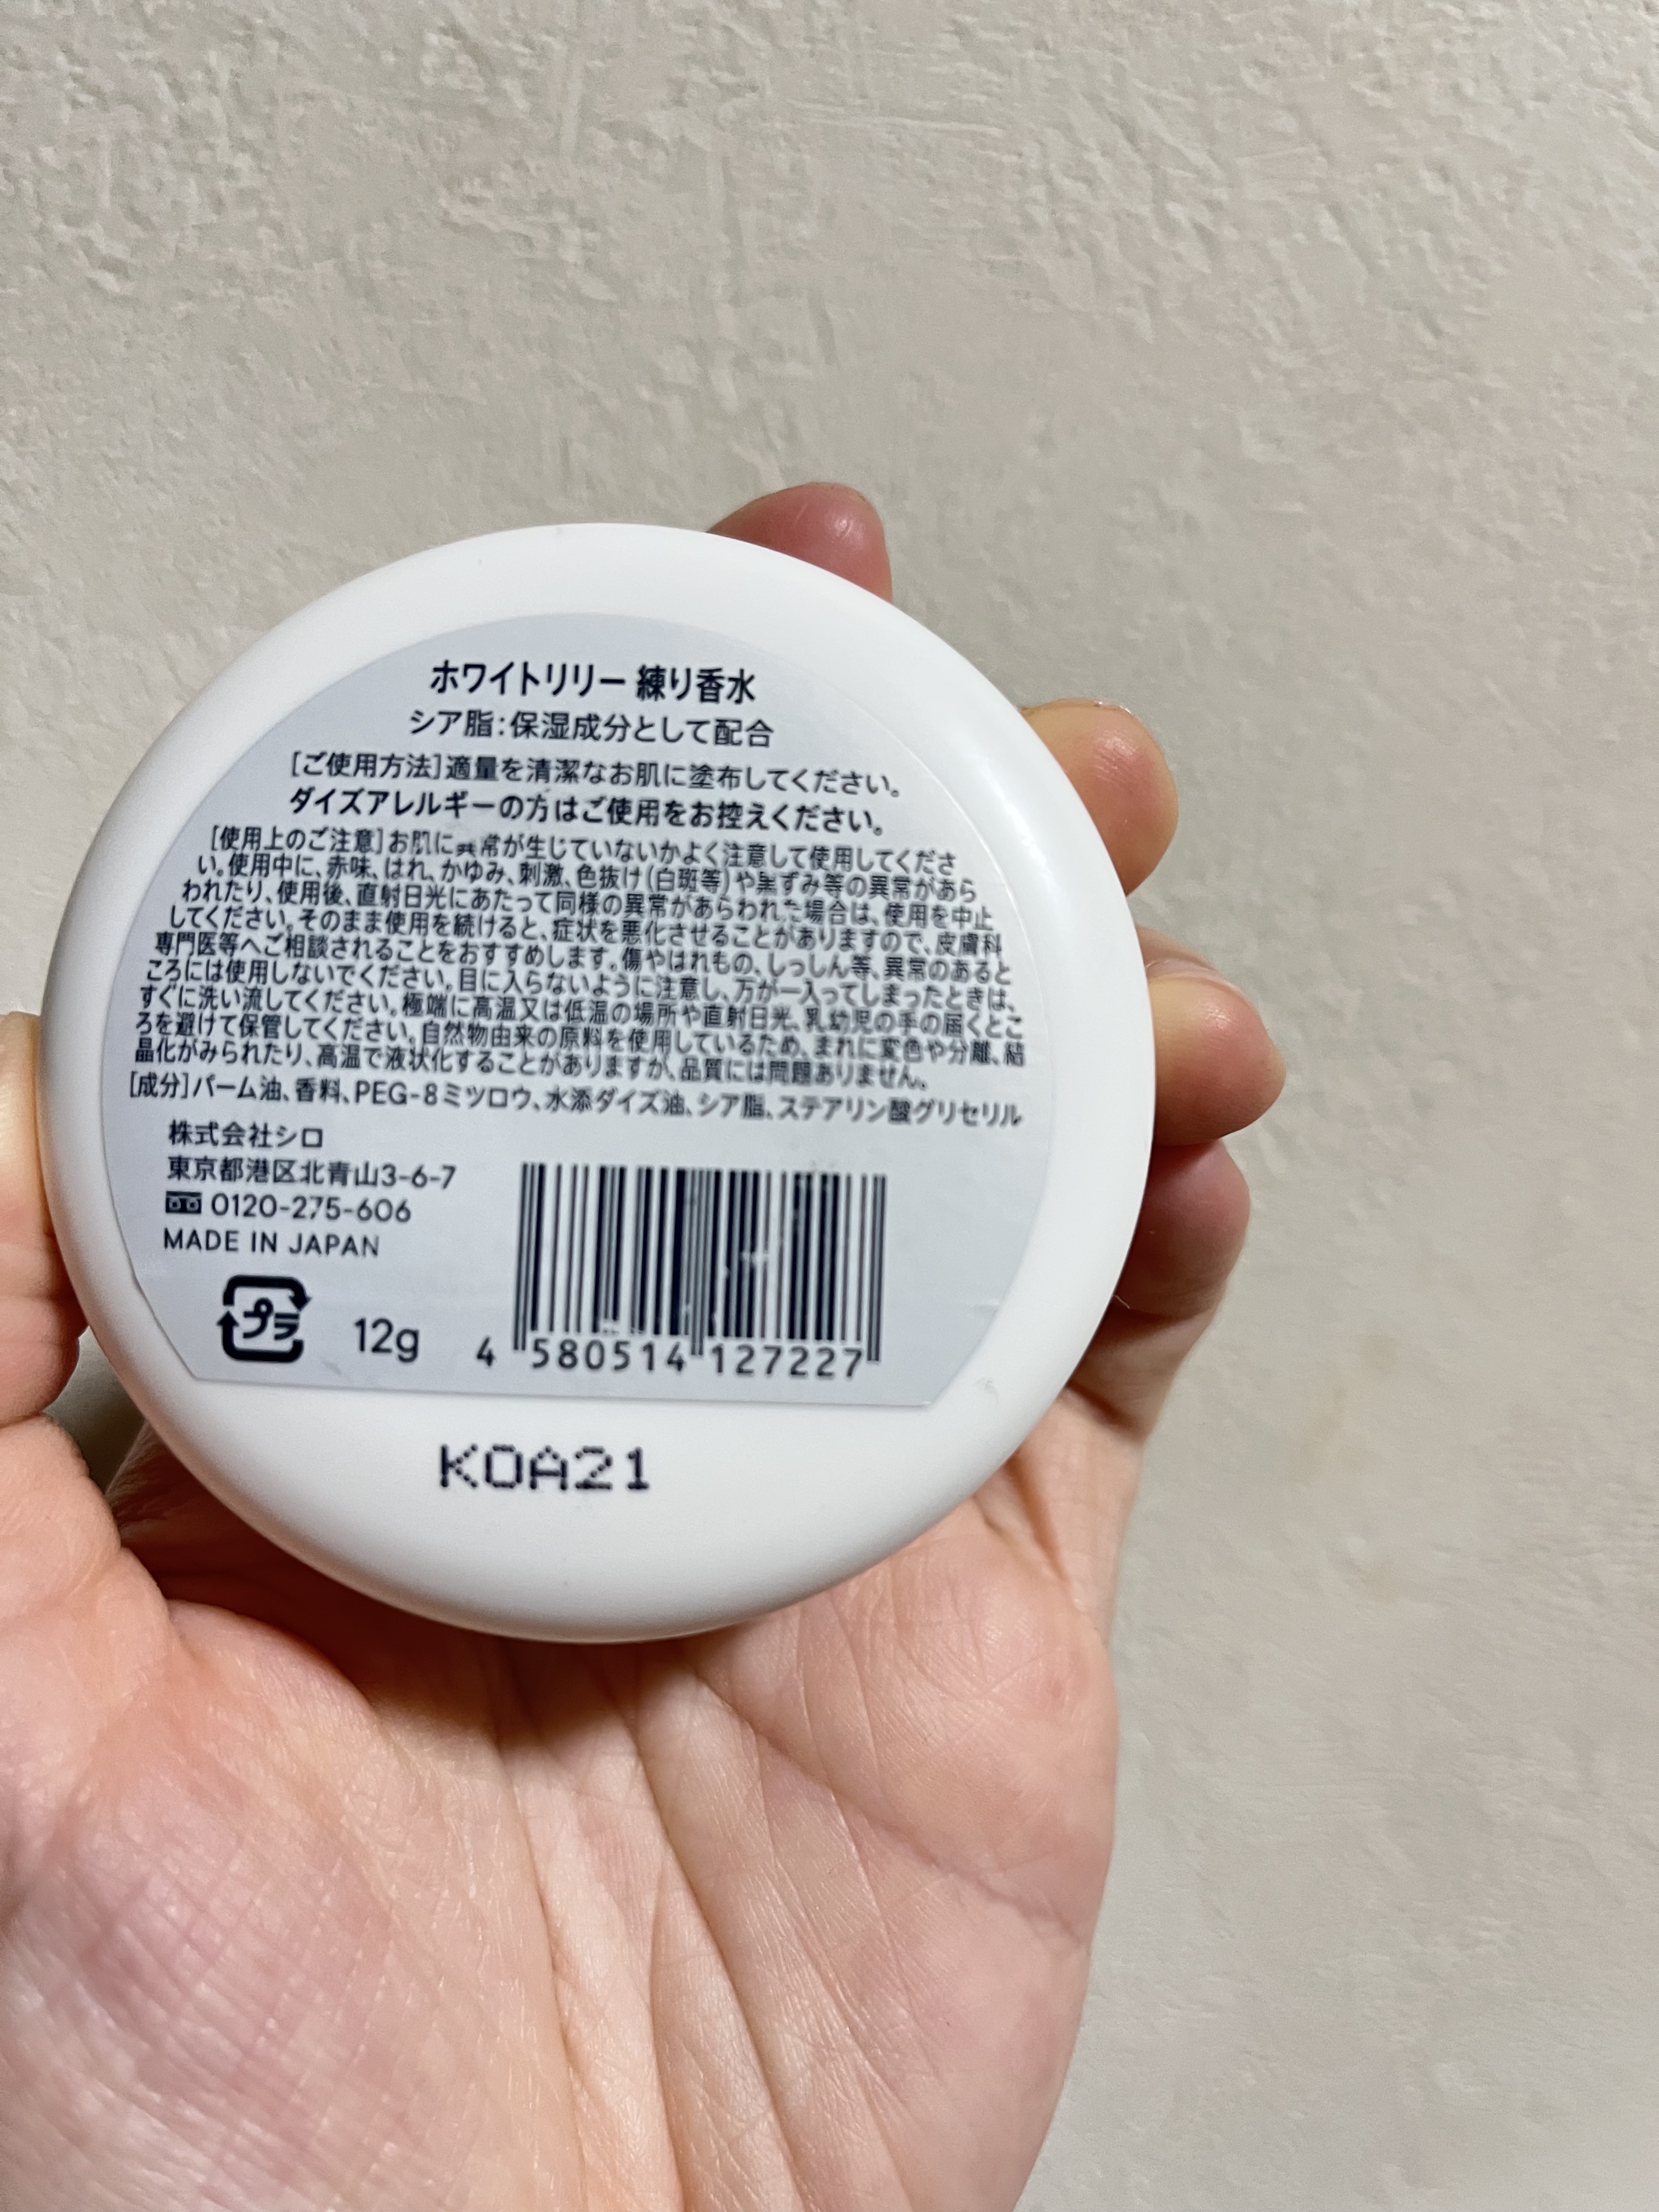 ホワイトリリー 練り香水
シア脂:保湿成分として配合
[ご使用方法]適量を清潔なお肌に塗布してください。
ダイズアレルギーの方はご使用をお控えください。
[使用上のご注意]お肌に異常が生じていないかよく注意して使用してくださ
い。使用中に、赤味、はれ、かゆみ、刺激、色抜け(白斑等)や黒ずみ等の異常があら
われたり、使用後、直射日光にあたって同様の異常があらわれた場合は、使用を中止
してください。そのまま使用を続けると、症状を悪化させることがありますので、皮膚科
専門医等へご相談されることをおすすめします。傷やはれもの、しっしん等、異常のあると
ころには使用しないでください。目に入らないように注意し、万が一入ってしまったときは、
すぐに洗い流してください。極端に高温又は低温の場所や直射日光、乳幼児の手の届くとこ
ろを避けて保管してください。自然物由来の原料を使用しているため、まれに変色や分離、結
晶化がみられたり、高温で液状化することがありますが、品質には問題ありません。
[成分]パーム油、香料、PEG-8ミツロウ、水添ダイズ油、シア脂、ステアリン酸グリセリル
株式会社シロ
東京都港区北青山3-6-7
0120-275-606
MADE IN JAPAN
プラ 12g 4 580514 127227
KOA21